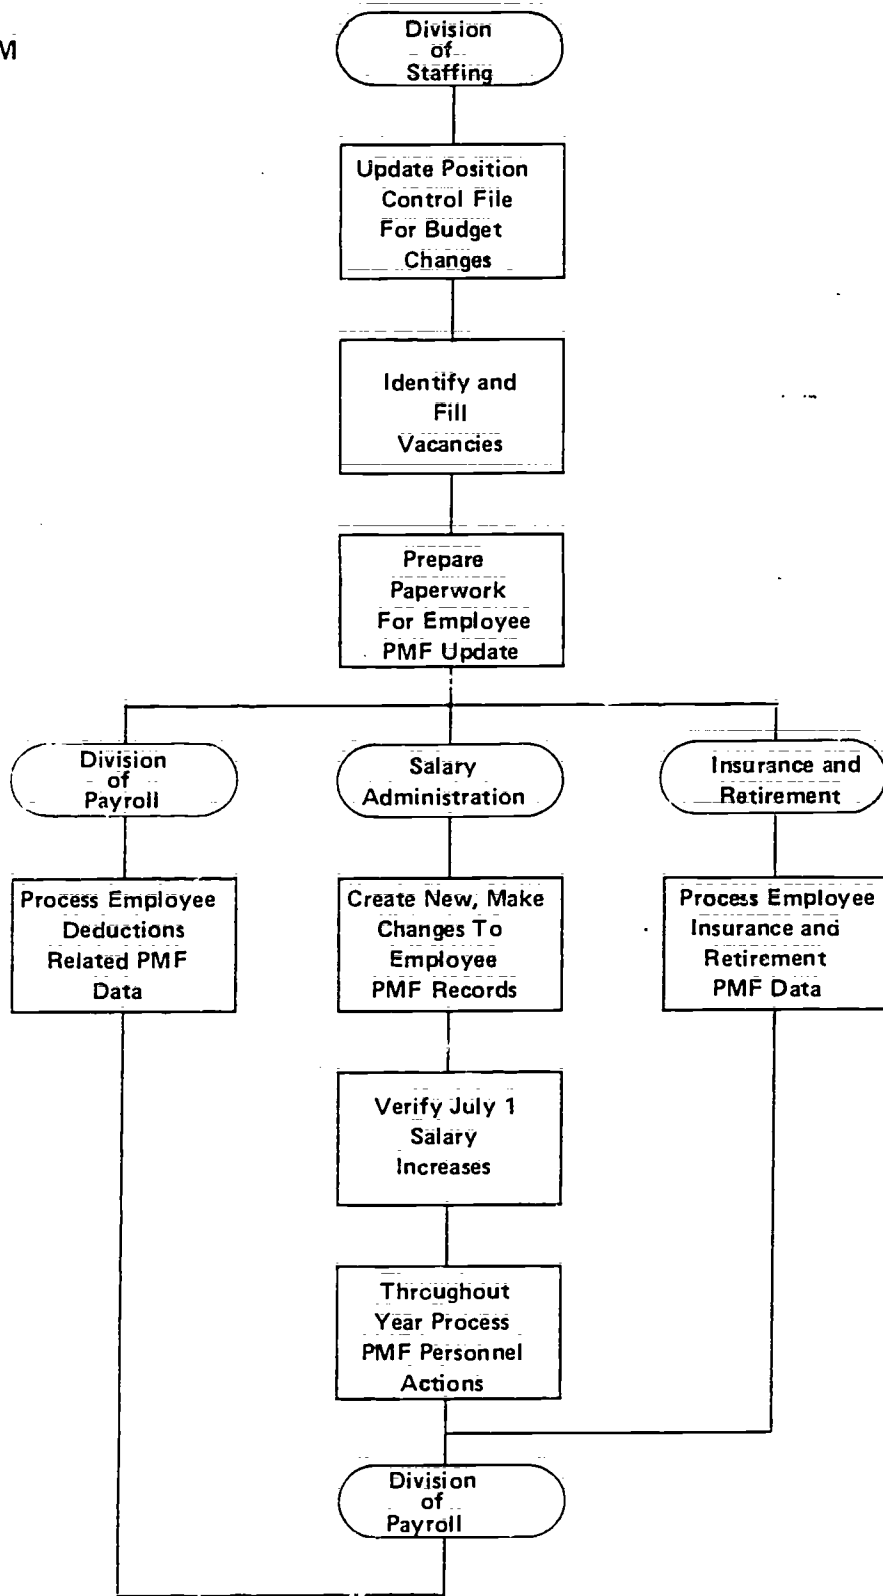 M
Division
of
Staffing
Update Position
Control File
For Budget
Changes
Identify and
Fill
Vacancies
Prepare
Paperwork
For Employee
PMF Update
Division
of
Payroll
Salary
Administration
Insurance and
Retirement
Process Employee
Deductions
Related PMF
Data
Create New, Make
Changes To
Employee
PMF Records
Process Employee
Insurance and
Retirement
PMF Data
Verify July 1
Salary
Increases
Throughout
Year Process
PMF Personnel
Actions
Division
of
Payroll